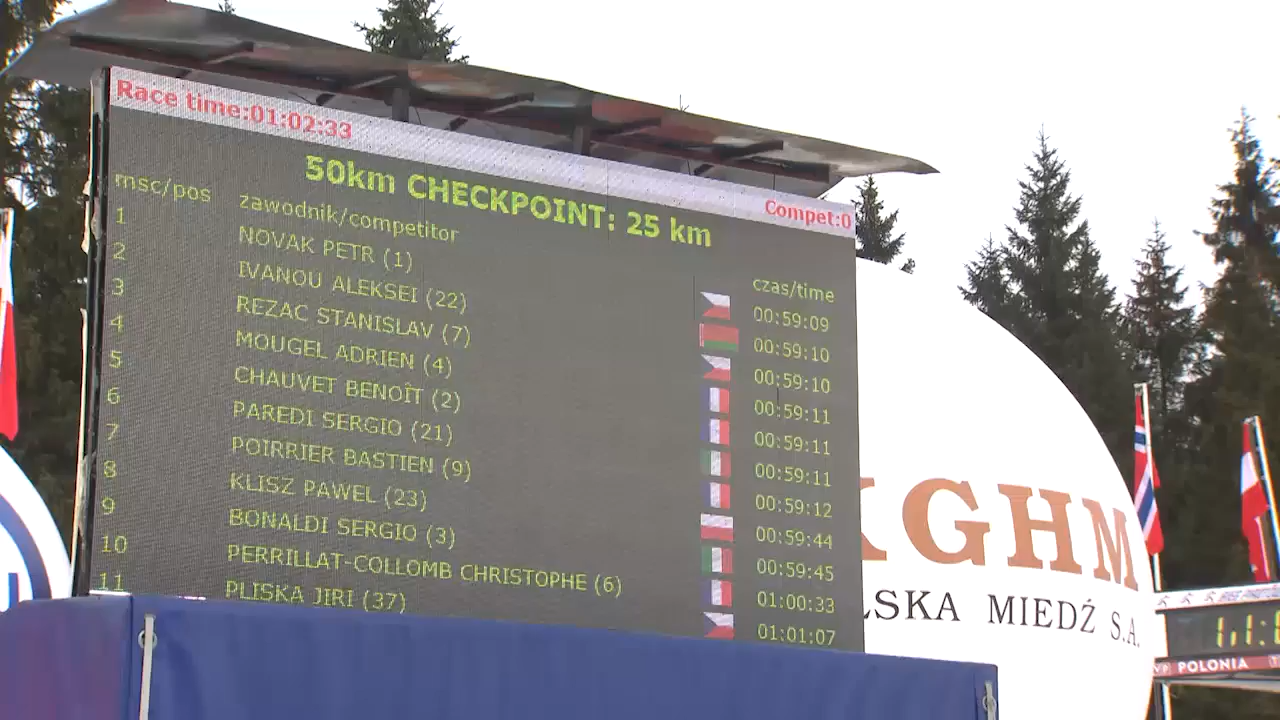 Race time:01:02:33 Compet:0
50km CHECKPOINT: 25 km
msc/pos zawodnik/competitor czas/time
1 NOVAK PETR (1) 00:59:09
2 IVANOU ALEKSEI (22) 00:59:10
3 REZAC STANISLAV (7) 00:59:10
4 MOUGEL ADRIEN (4) 00:59:11
5 CHAUVET BENOÎT (2) 00:59:11
6 PAREDI SERGIO (21) 00:59:11
7 POIRRIER BASTIEN (9) 00:59:12
8 KLISZ PAWEL (23) 00:59:44
9 BONALDI SERGIO (3) 00:59:45
10 PERRILLAT-COLLOMB CHRISTOPHE (6) 01:00:33
11 PLISKA JIRI (37) 01:01:07
KGHM
LSKA MIEDŹ S.A.
POLONIA